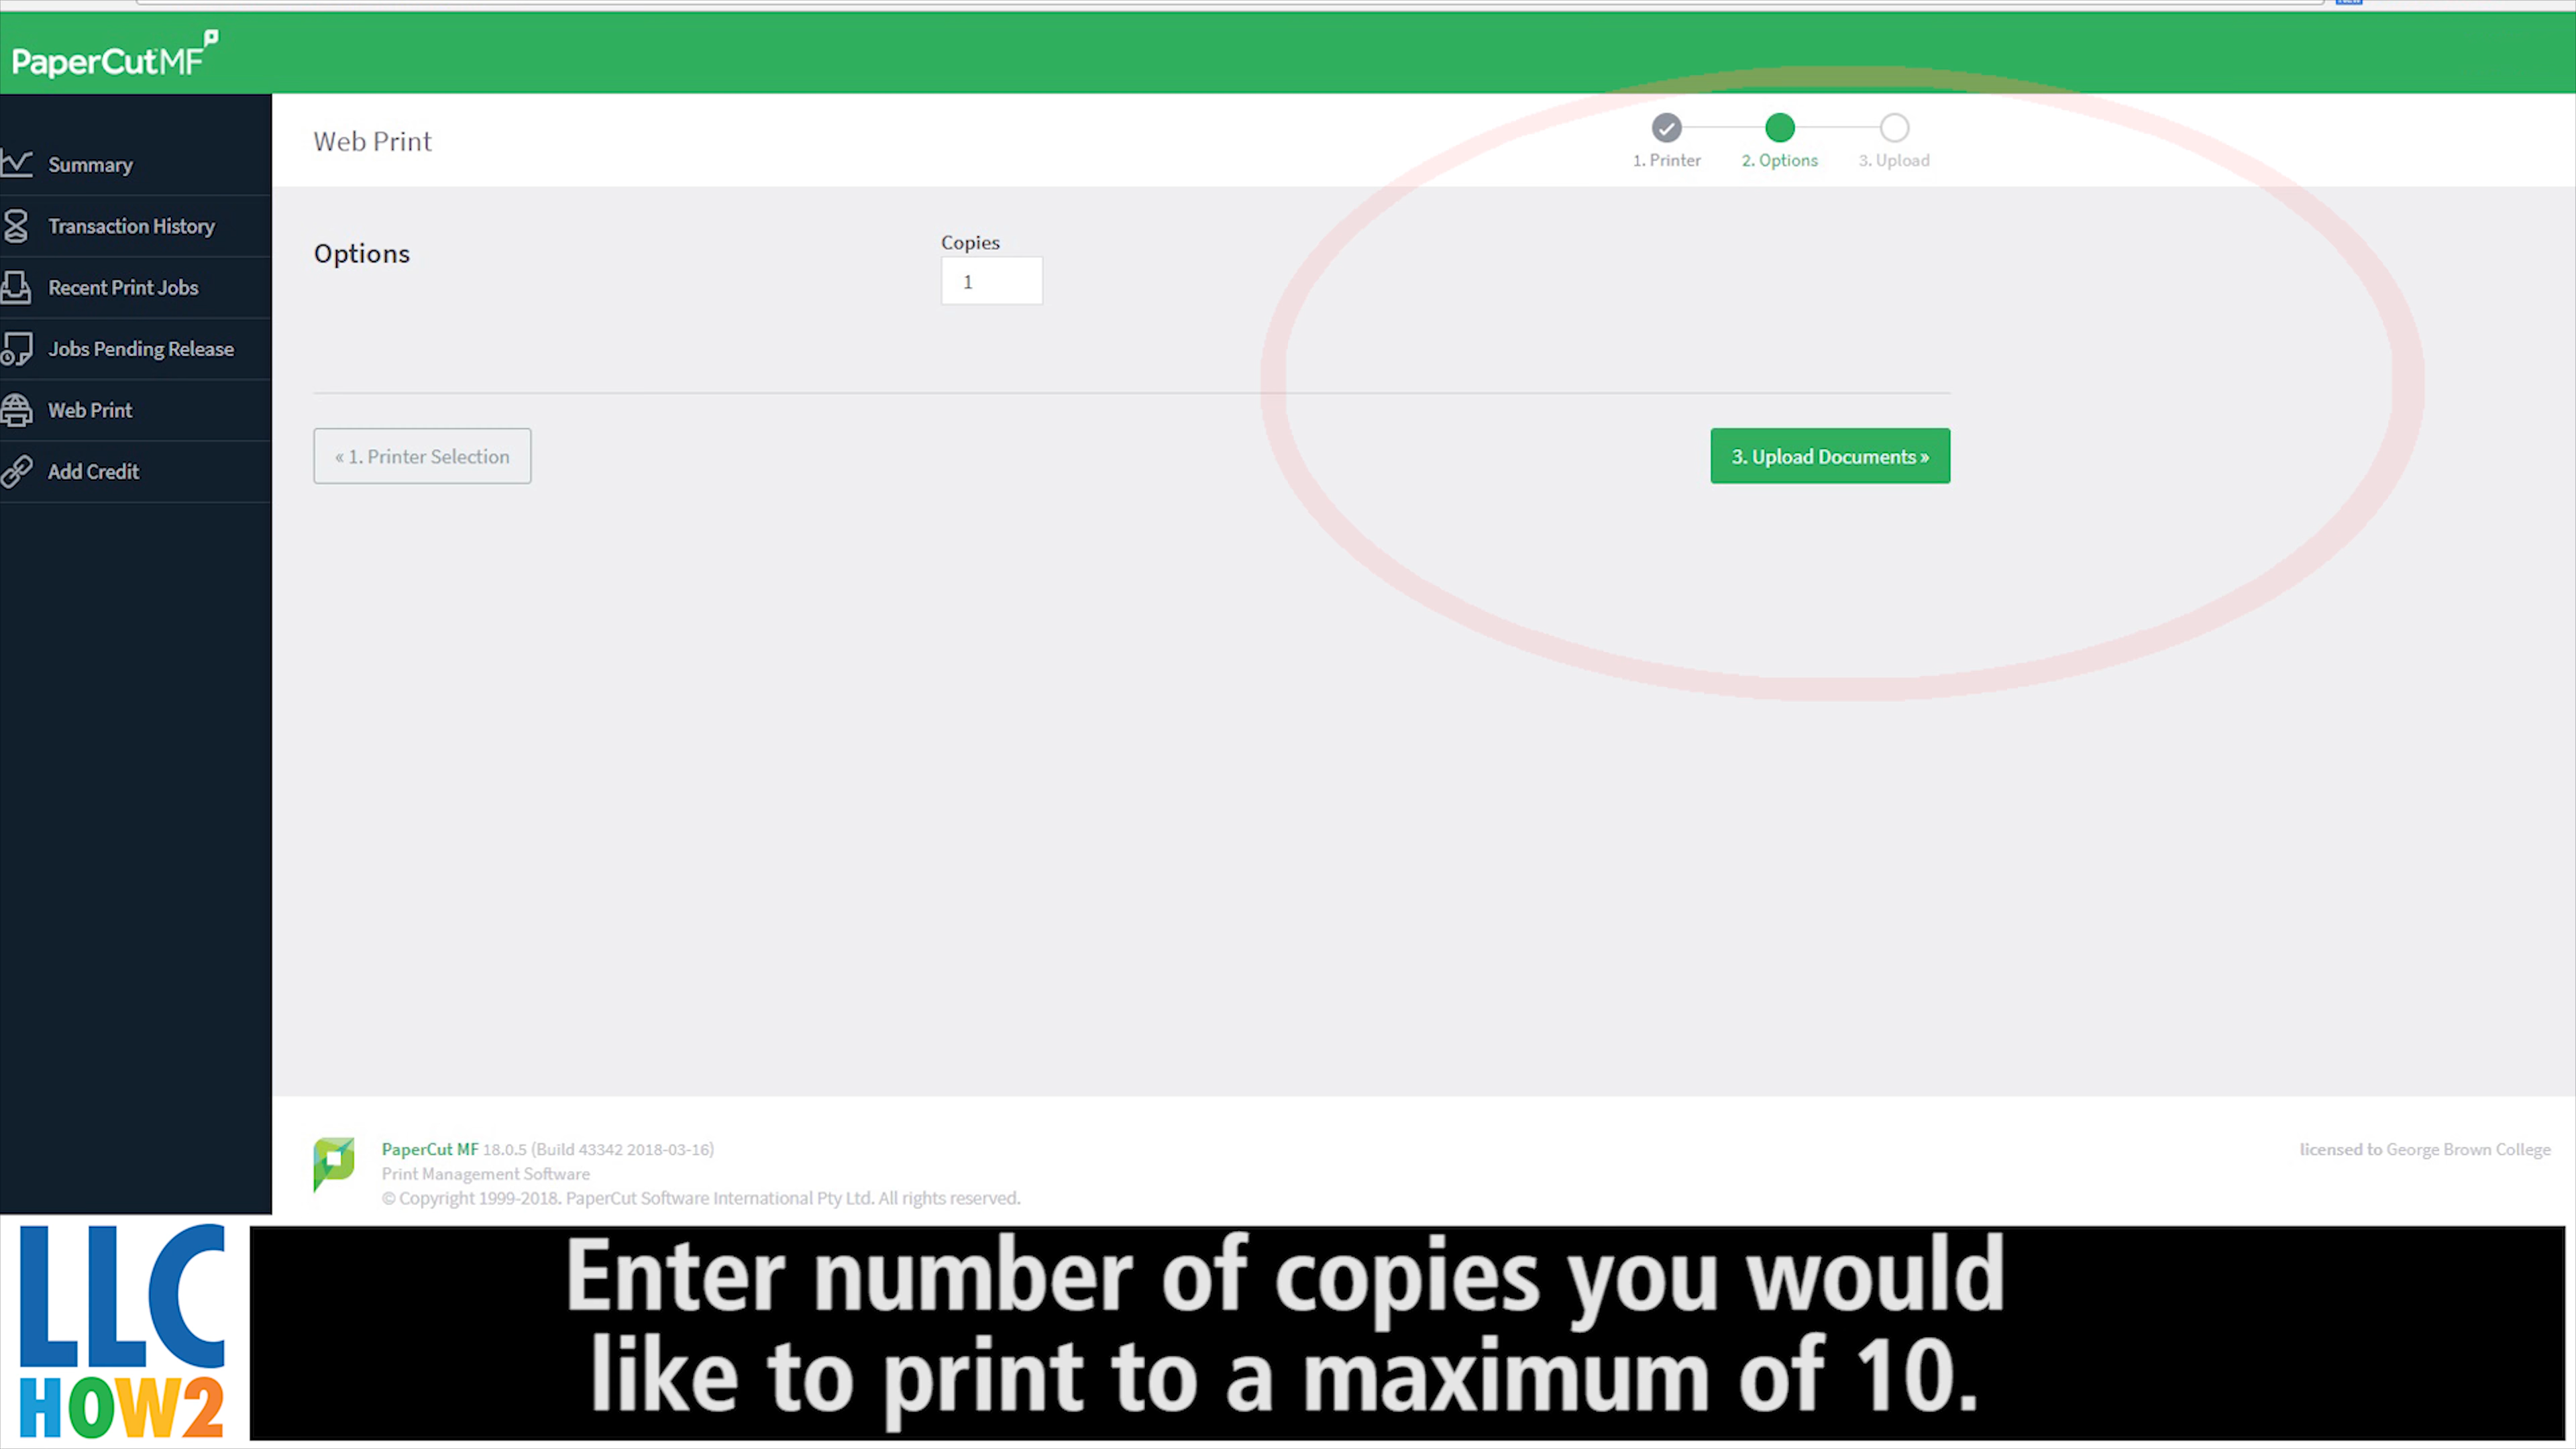 New
PaperCut MF
Web Print
1. Printer
2. Options
3. Upload
Summary
Transaction History
Recent Print Jobs
Jobs Pending Release
Web Print
Add Credit
Options
Copies
1
« 1. Printer Selection
3. Upload Documents »
PaperCut MF 18.0.5 (Build 43342 2018-03-16)
Print Management Software
© Copyright 1999-2018. PaperCut Software International Pty Ltd. All rights reserved.
licensed to George Brown College
LLC
HOW2
Enter number of copies you would
like to print to a maximum of 10.